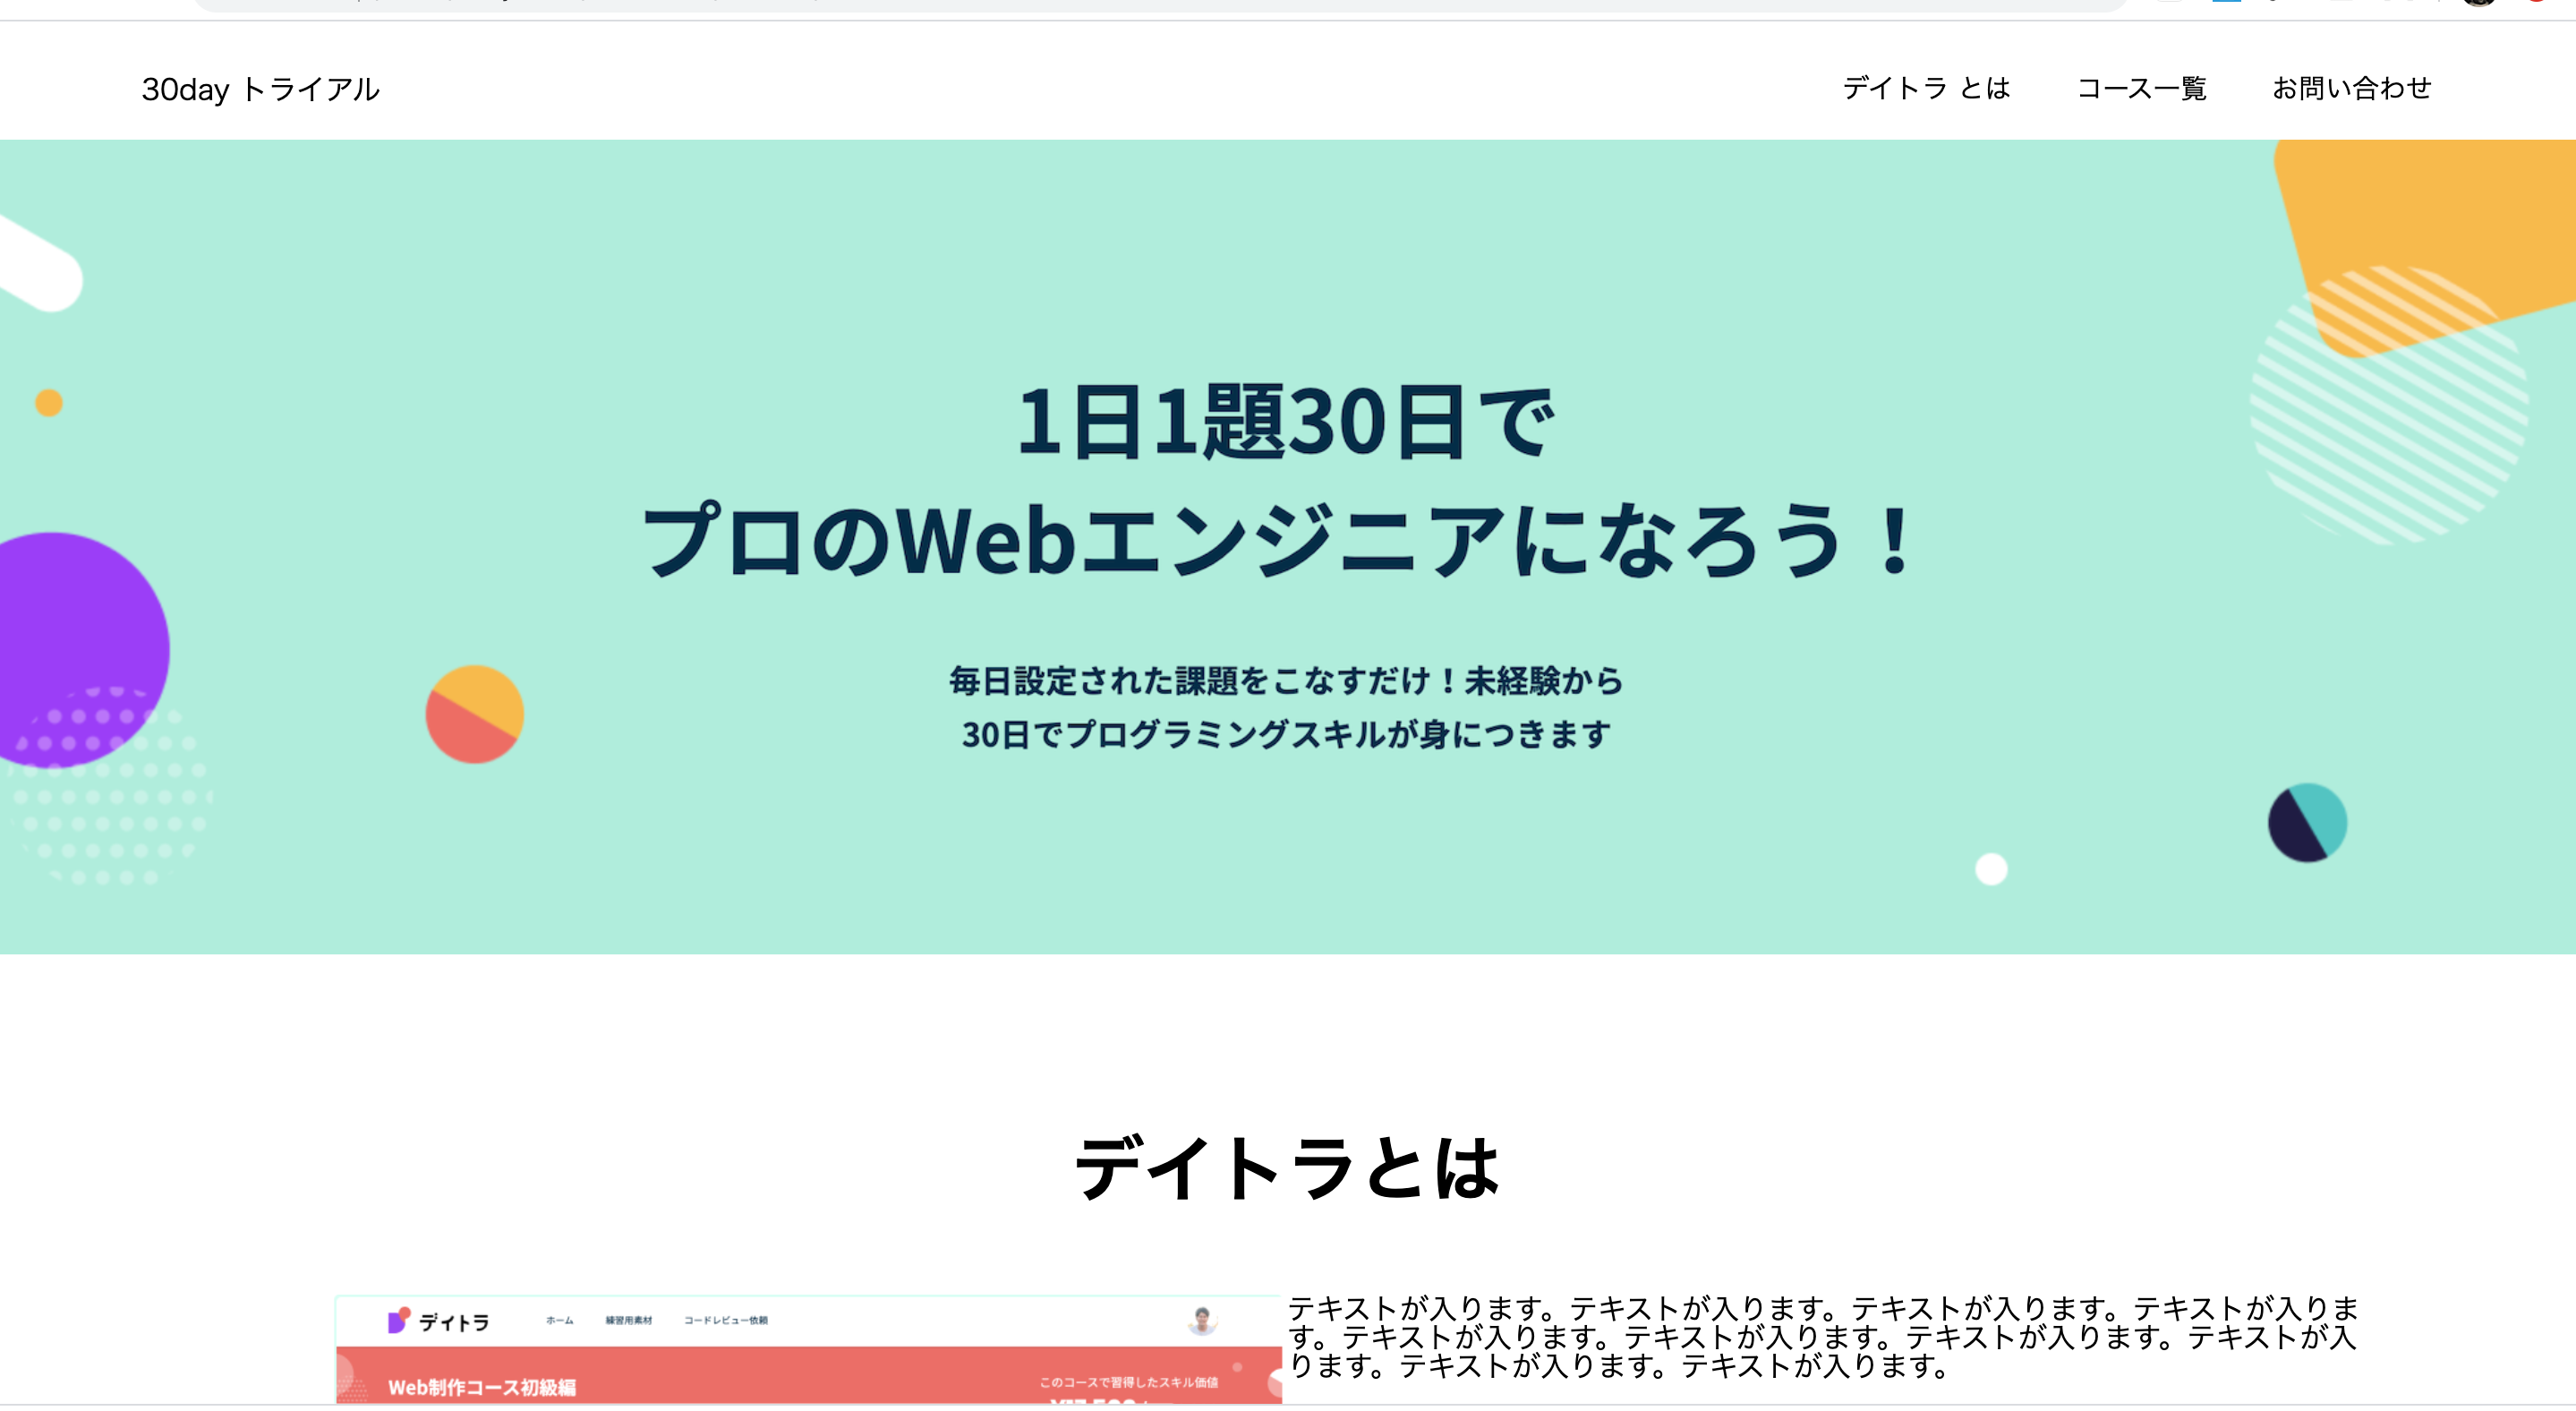 30day トライアル
デイトラ とは
コース一覧
お問い合わせ
1日1題30日で
プロのWebエンジニアになろう！
毎日設定された課題をこなすだけ！未経験から
30日でプログラミングスキルが身につきます
デイトラとは
デイトラ
ホーム
練習用素材
コードレビュー依頼
Web制作コース初級編
このコースで習得したスキル価値
テキストが入ります。テキストが入ります。テキストが入ります。テキストが入りま
す。テキストが入ります。テキストが入ります。テキストが入ります。テキストが入
ります。テキストが入ります。テキストが入ります。